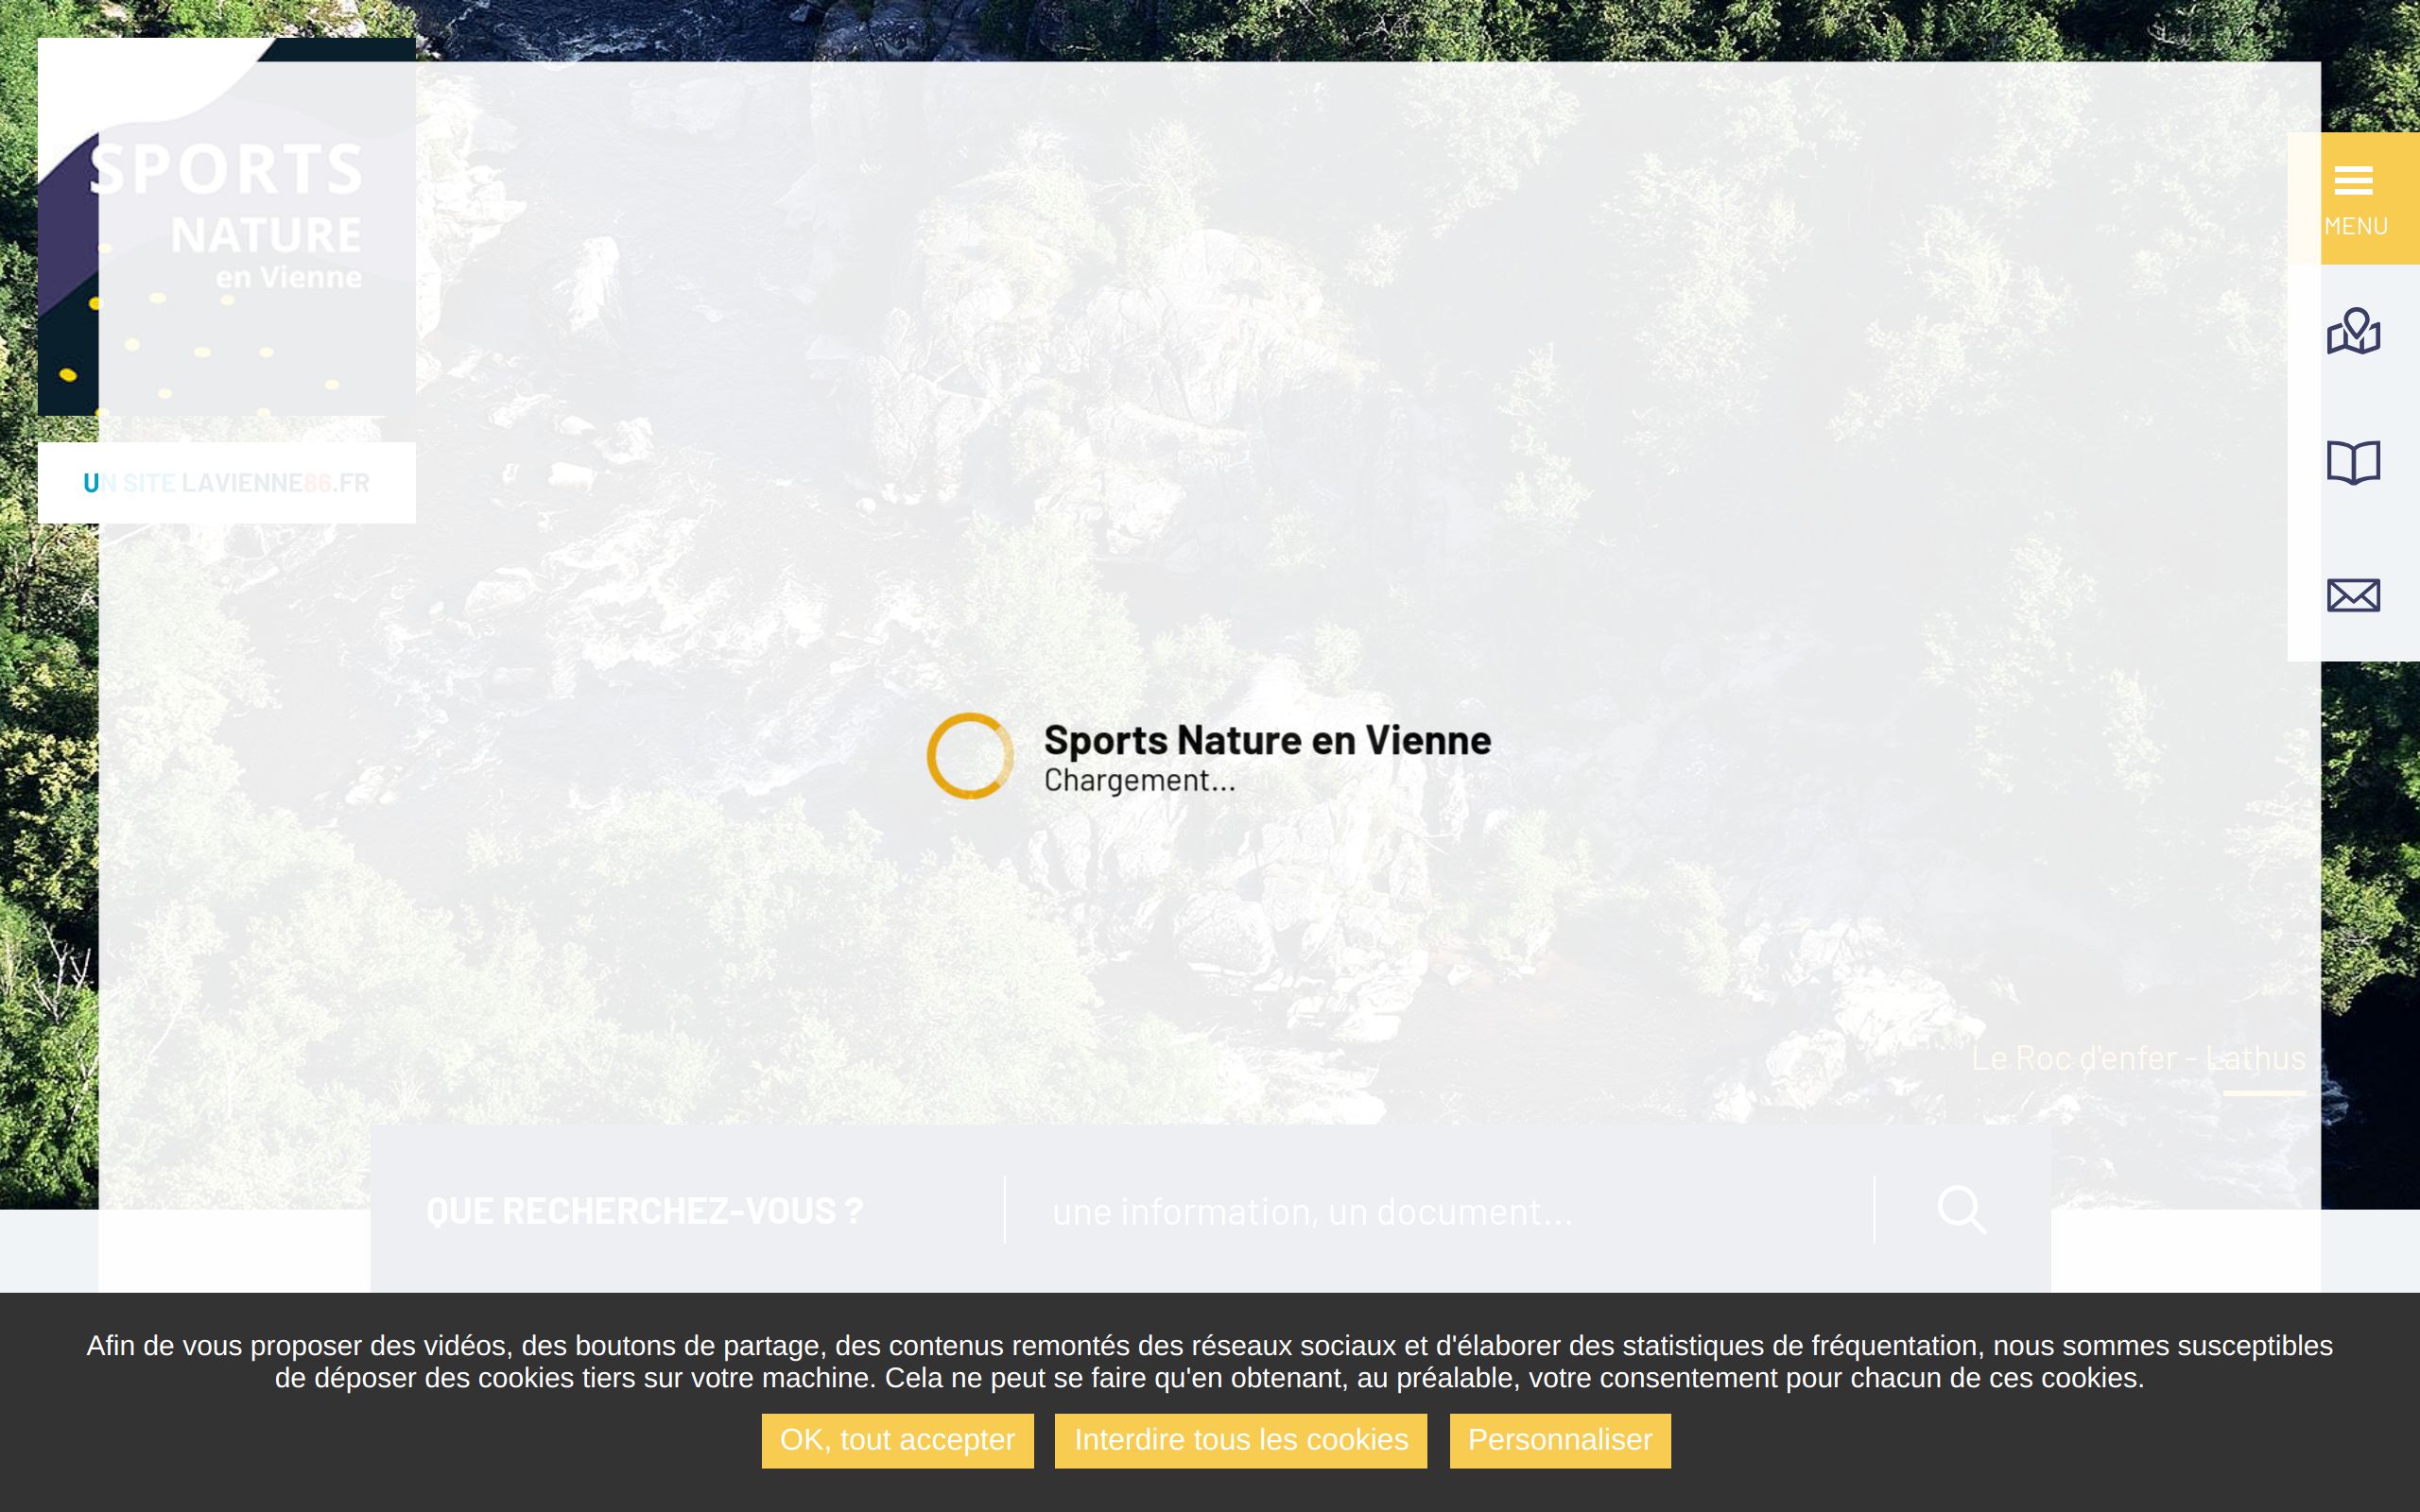 SPORTS
NATURE
en Vienne
UN SITE LAVIENNE86.FR
MENU
Sports Nature en Vienne
Chargement...
Le Roc d'enfer - Lathus
QUE RECHERCHEZ-VOUS ?
une information, un document...
Afin de vous proposer des vidéos, des boutons de partage, des contenus remontés des réseaux sociaux et d'élaborer des statistiques de fréquentation, nous sommes susceptibles
de déposer des cookies tiers sur votre machine. Cela ne peut se faire qu'en obtenant, au préalable, votre consentement pour chacun de ces cookies.
OK, tout accepter
Interdire tous les cookies
Personnaliser